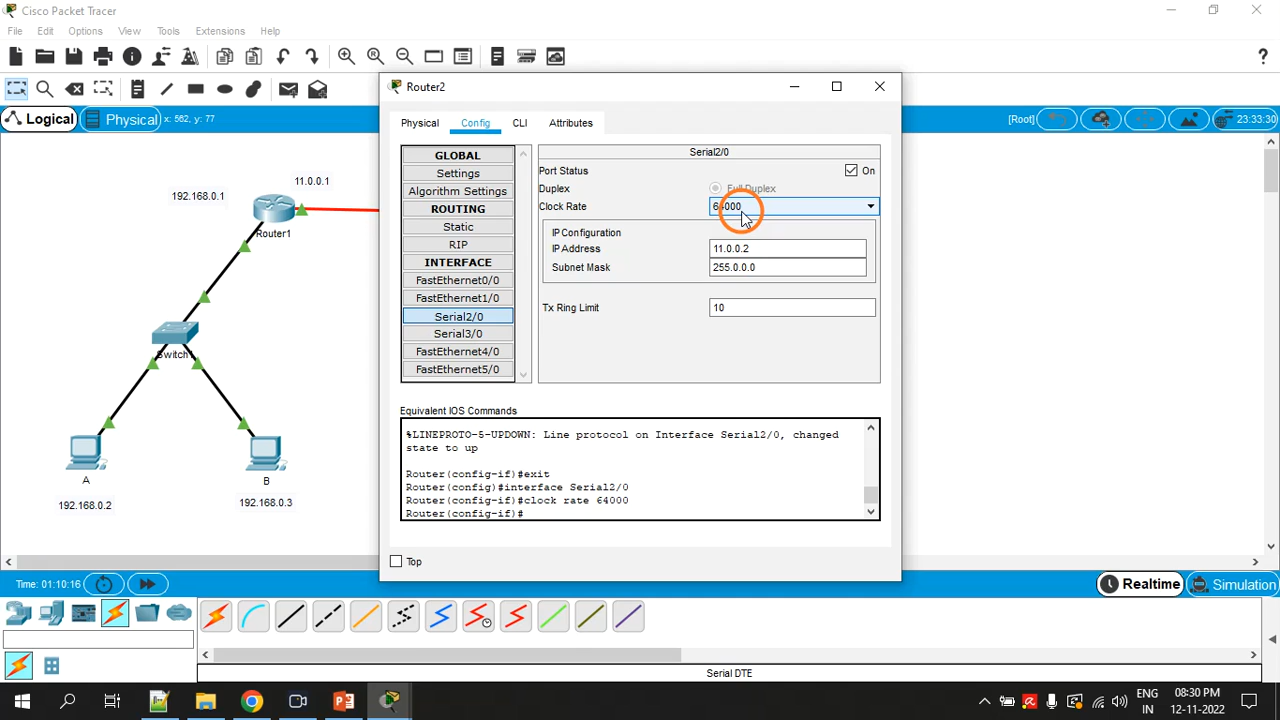 Cisco Packet Tracer
File Edit Options View Tools Extensions Help
Logical Physical x: 562, y: 77 [Root] 23:33:30
192.168.0.1
11.0.0.1
Router1
Switch1
A
B
192.168.0.2
192.168.0.3
Router2
Physical Config CLI Attributes
GLOBAL
Settings
Algorithm Settings
ROUTING
Static
RIP
INTERFACE
FastEthernet0/0
FastEthernet1/0
Serial2/0
Serial3/0
FastEthernet4/0
FastEthernet5/0
Serial2/0
Port Status On
Duplex Full Duplex
Clock Rate 64000
IP Configuration
IP Address 11.0.0.2
Subnet Mask 255.0.0.0
Tx Ring Limit 10
Equivalent IOS Commands
%LINEPROTO-5-UPDOWN: Line protocol on Interface Serial2/0, changed
state to up
Router(config-if)#exit
Router(config)#interface Serial2/0
Router(config-if)#clock rate 64000
Router(config-if)#
Top
Time: 01:10:16 Realtime Simulation
Serial DTE
ENG 08:30 PM
IN 12-11-2022